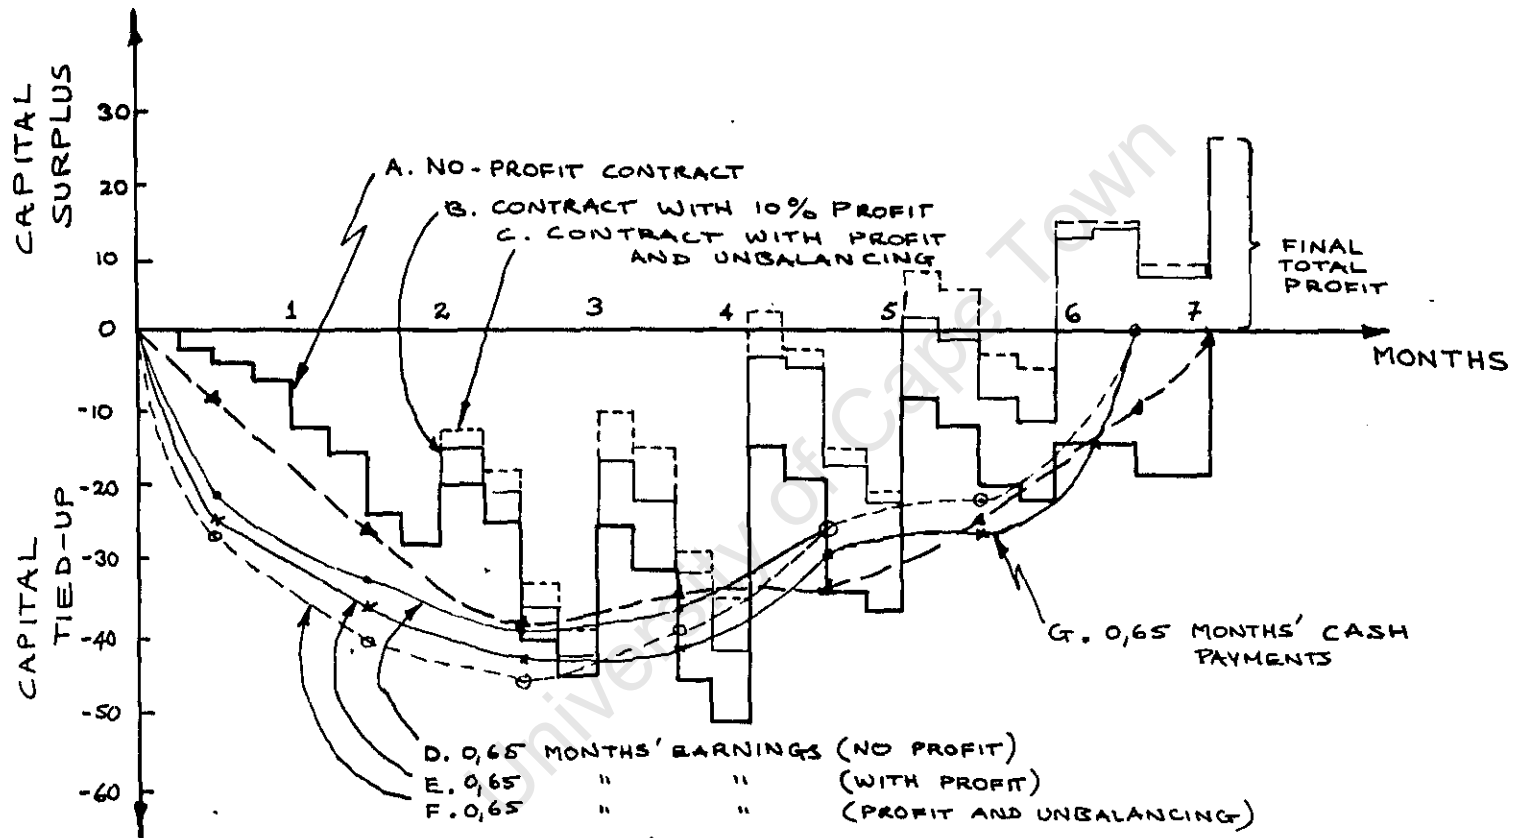 CAPITAL
SURPLUS
30
20
10
0
-10
-20
-30
-40
-50
-60
CAPITAL
TIED-UP
A. NO-PROFIT CONTRACT
B. CONTRACT WITH 10% PROFIT
C. CONTRACT WITH PROFIT
AND UNBALANCING
1 2 3 4 5 6 7
MONTHS
FINAL
TOTAL
PROFIT
G. 0,65 MONTHS' CASH
PAYMENTS
D. 0,65 MONTHS' EARNINGS (NO PROFIT)
E. 0,65 " " (WITH PROFIT)
F. 0,65 " " (PROFIT AND UNBALANCING)
University of Cape Town